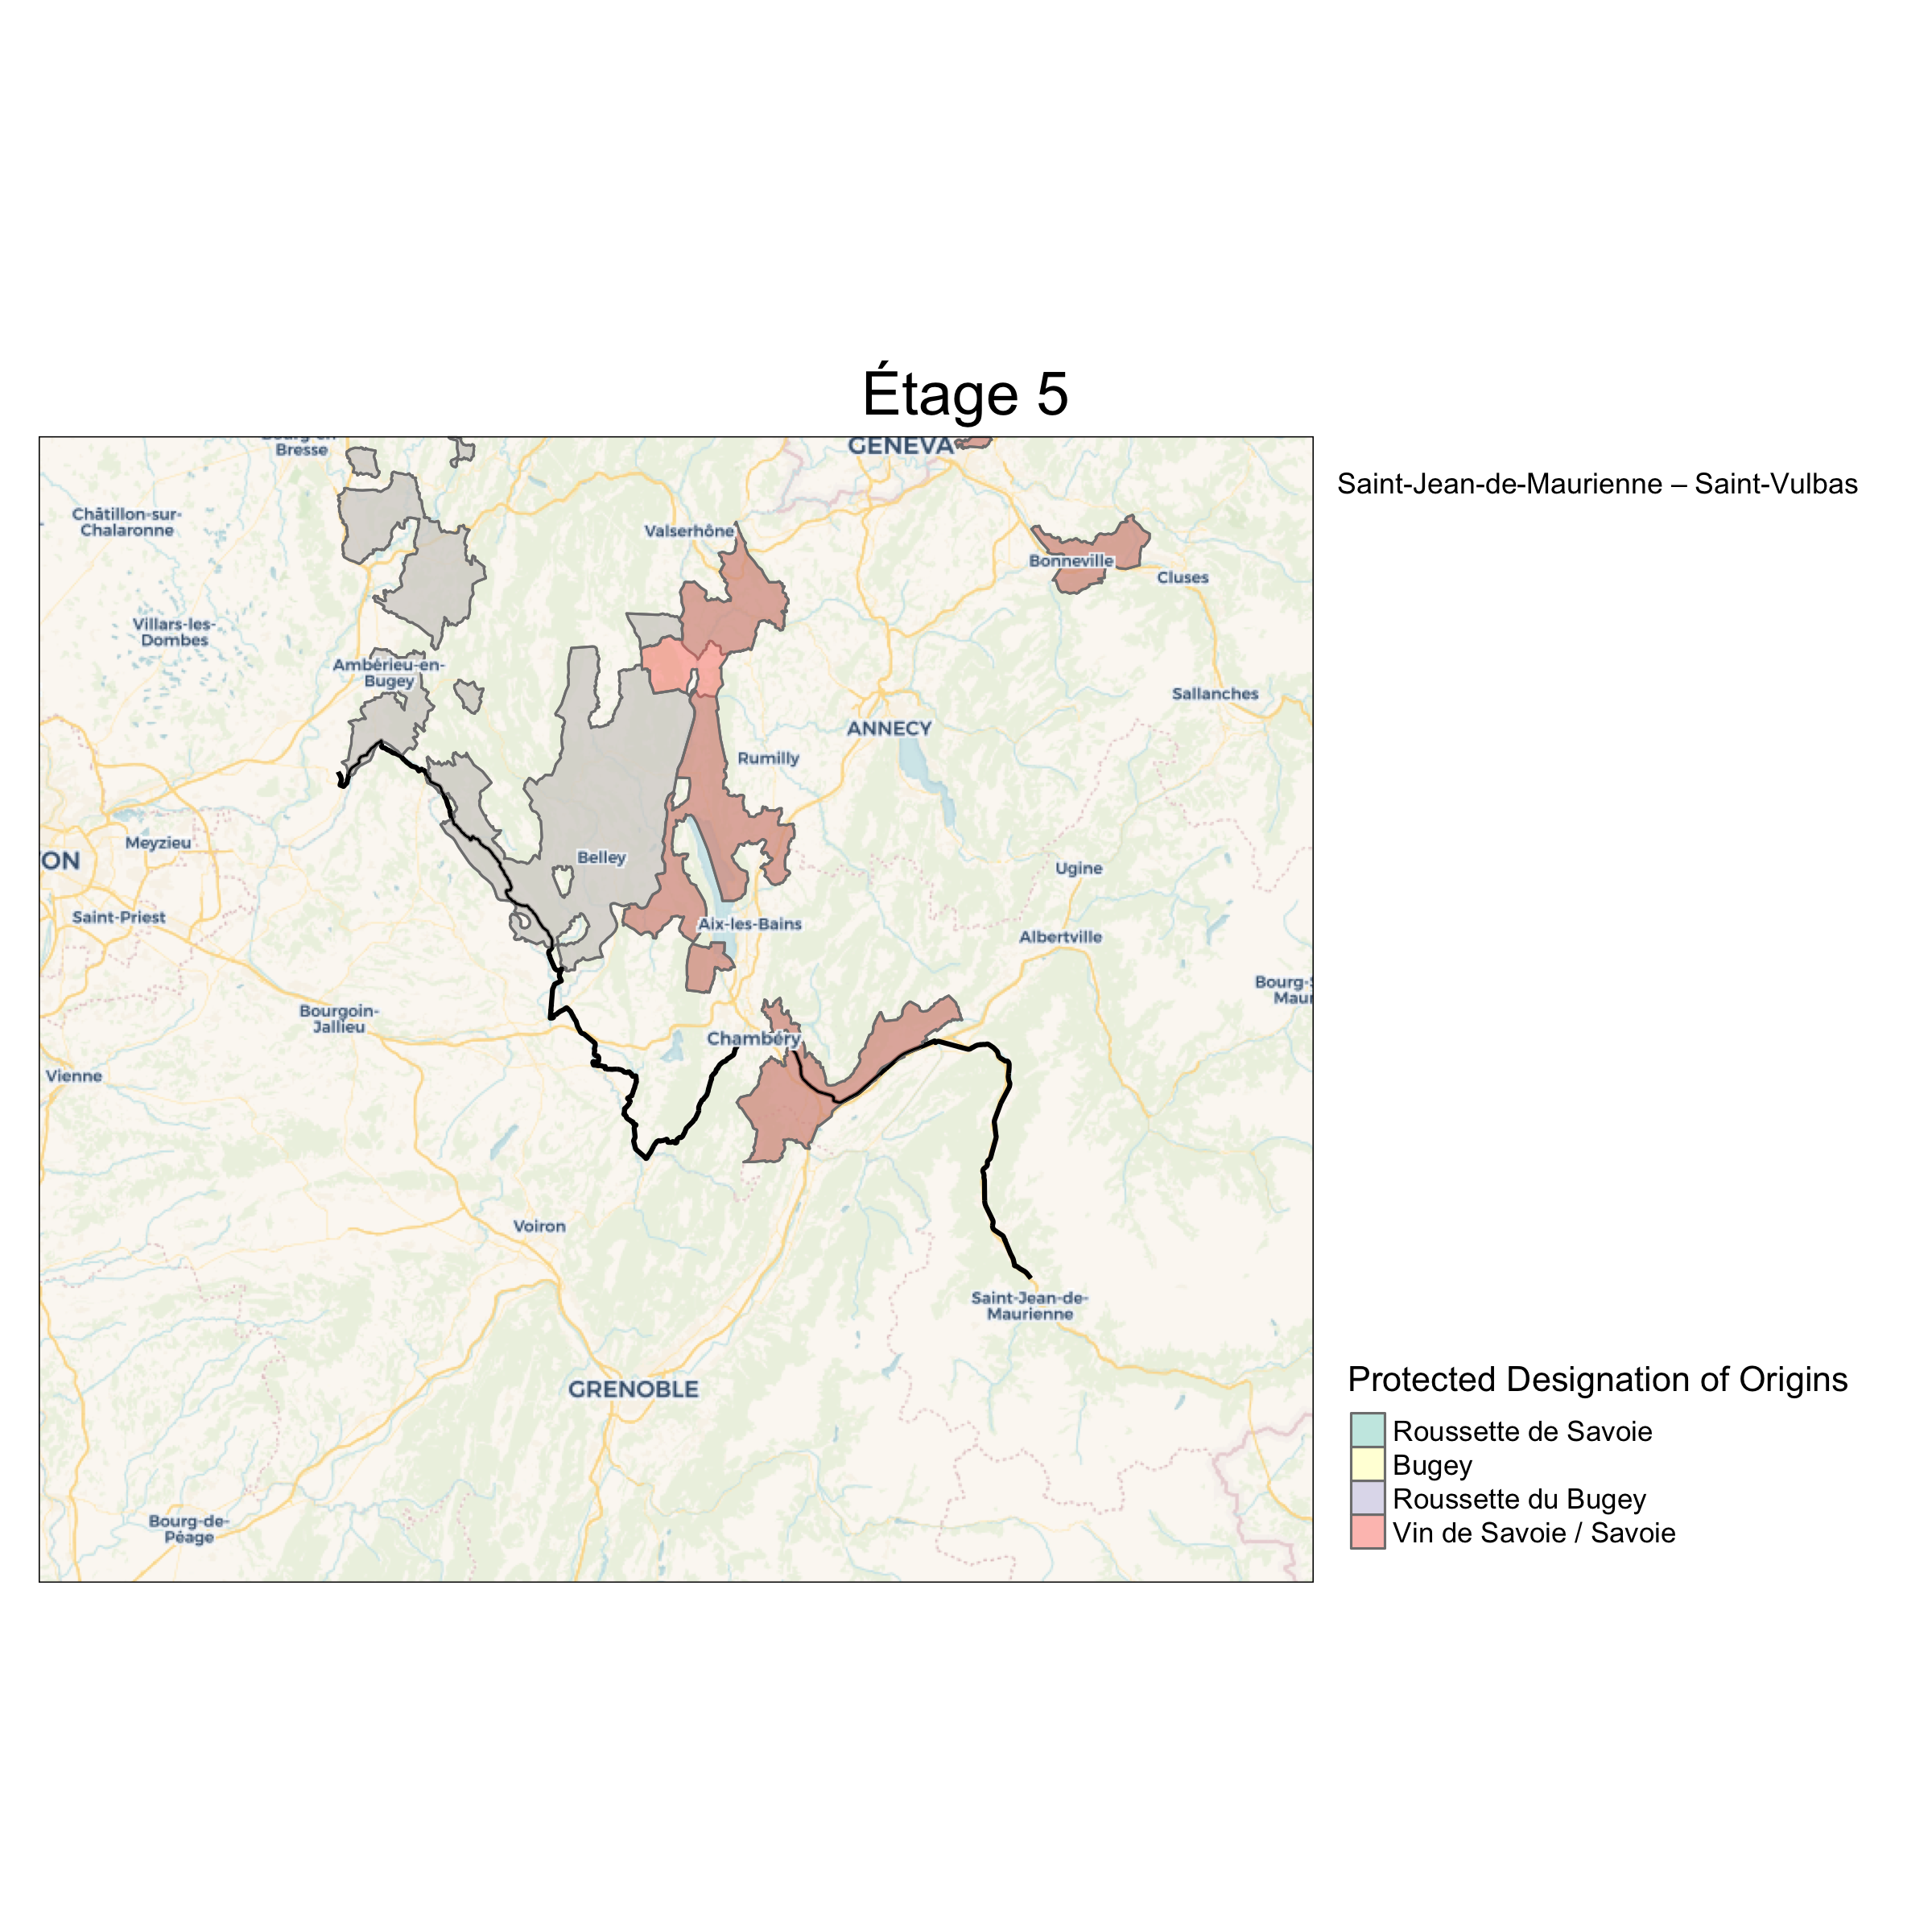 Étage 5
Saint-Jean-de-Maurienne – Saint-Vulbas
Bresse
GENEVA
Châtillon-sur-
Chalaronne
Valserhône
Bonneville
Cluses
Villars-les-
Dombes
Ambérieu-en-
Bugey
Sallanches
ANNECY
Rumilly
Meyzieu
ON
Belley
Ugine
Saint-Priest
Aix-les-Bains
Albertville
Bourg-
Mau
Bourgoin-
Jallieu
Chambéry
Vienne
Voiron
Saint-Jean-de-
Maurienne
GRENOBLE
Bourg-de-
Péage
Protected Designation of Origins
Roussette de Savoie
Bugey
Roussette du Bugey
Vin de Savoie / Savoie